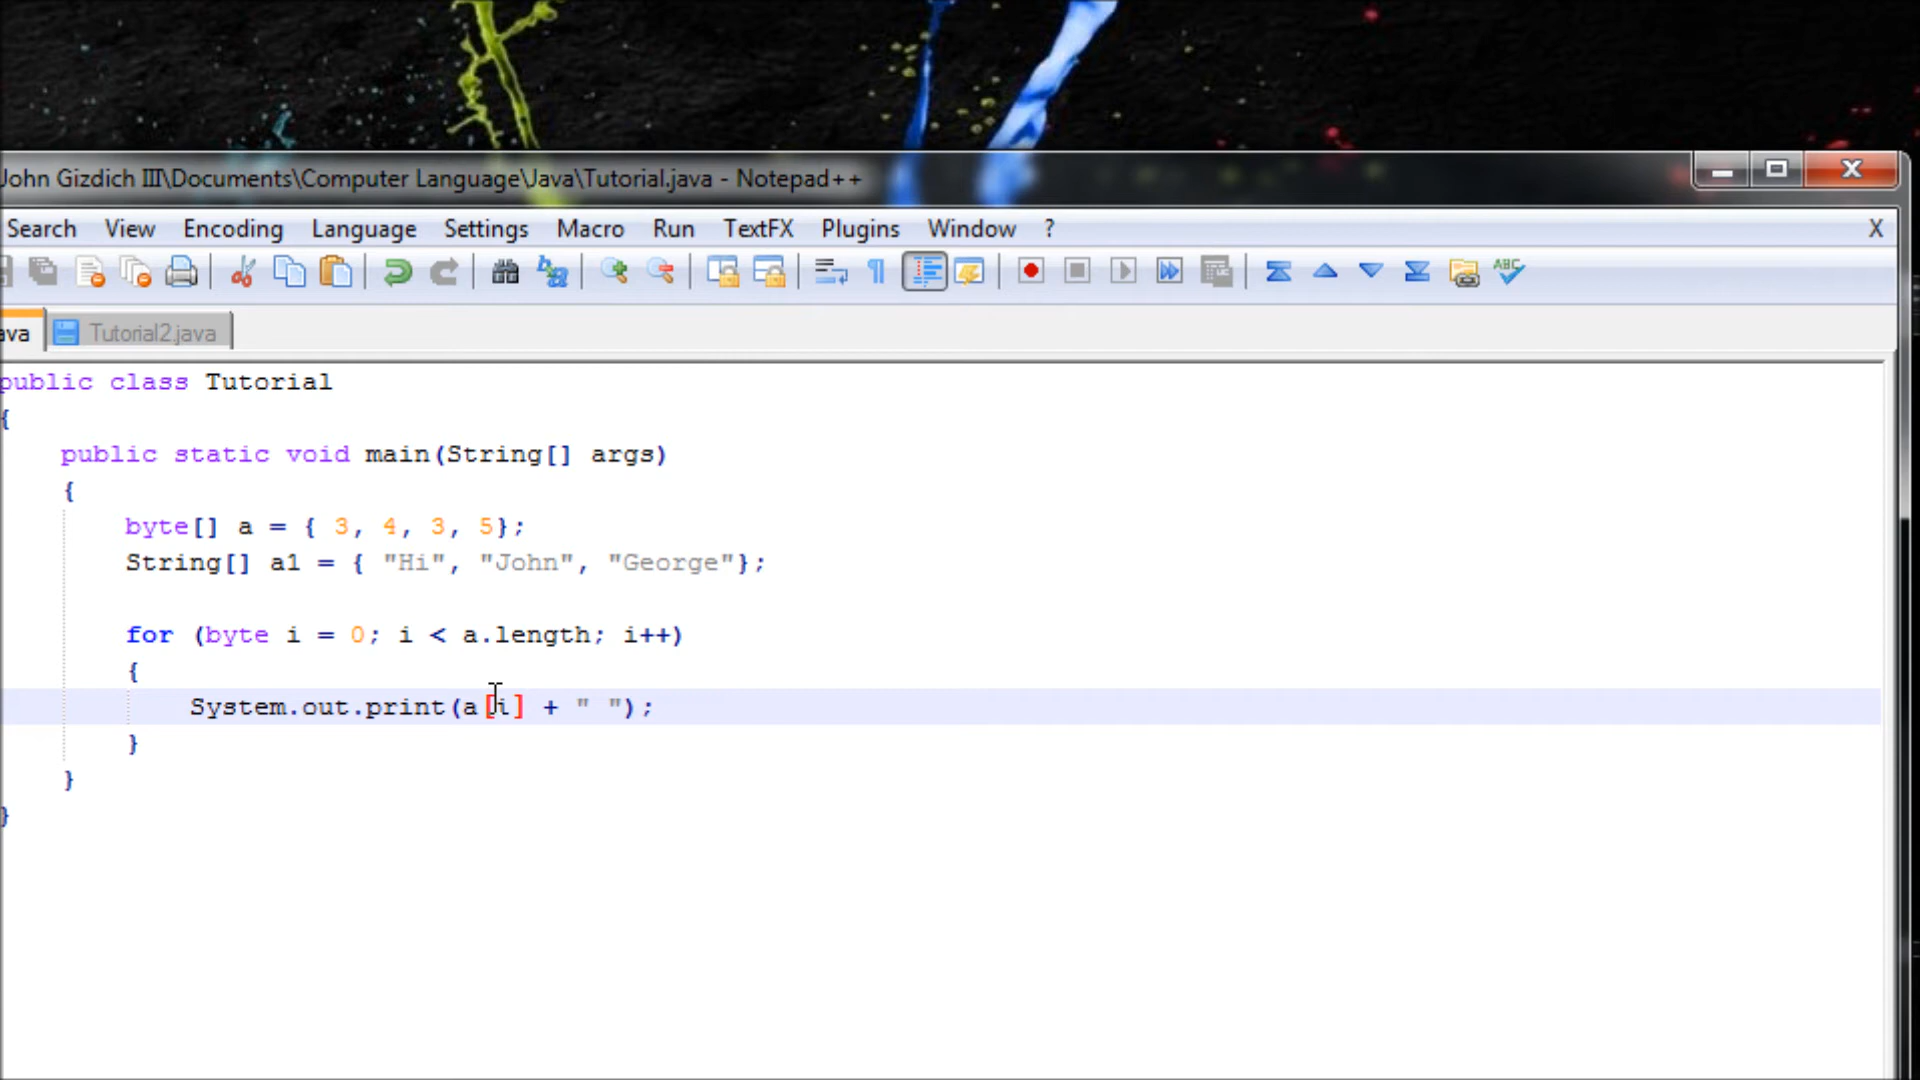 John Gizdich III\Documents\Computer Language\Java\Tutorial.java - Notepad++
Search View Encoding Language Settings Macro Run TextFX Plugins Window ? X
ava Tutorial2.java
public class Tutorial
{
public static void main(String[] args)
{
byte[] a = { 3, 4, 3, 5};
String[] a1 = { "Hi", "John", "George"};
for (byte i = 0; i < a.length; i++)
{
System.out.print(a[i] + " ");
}
}
}